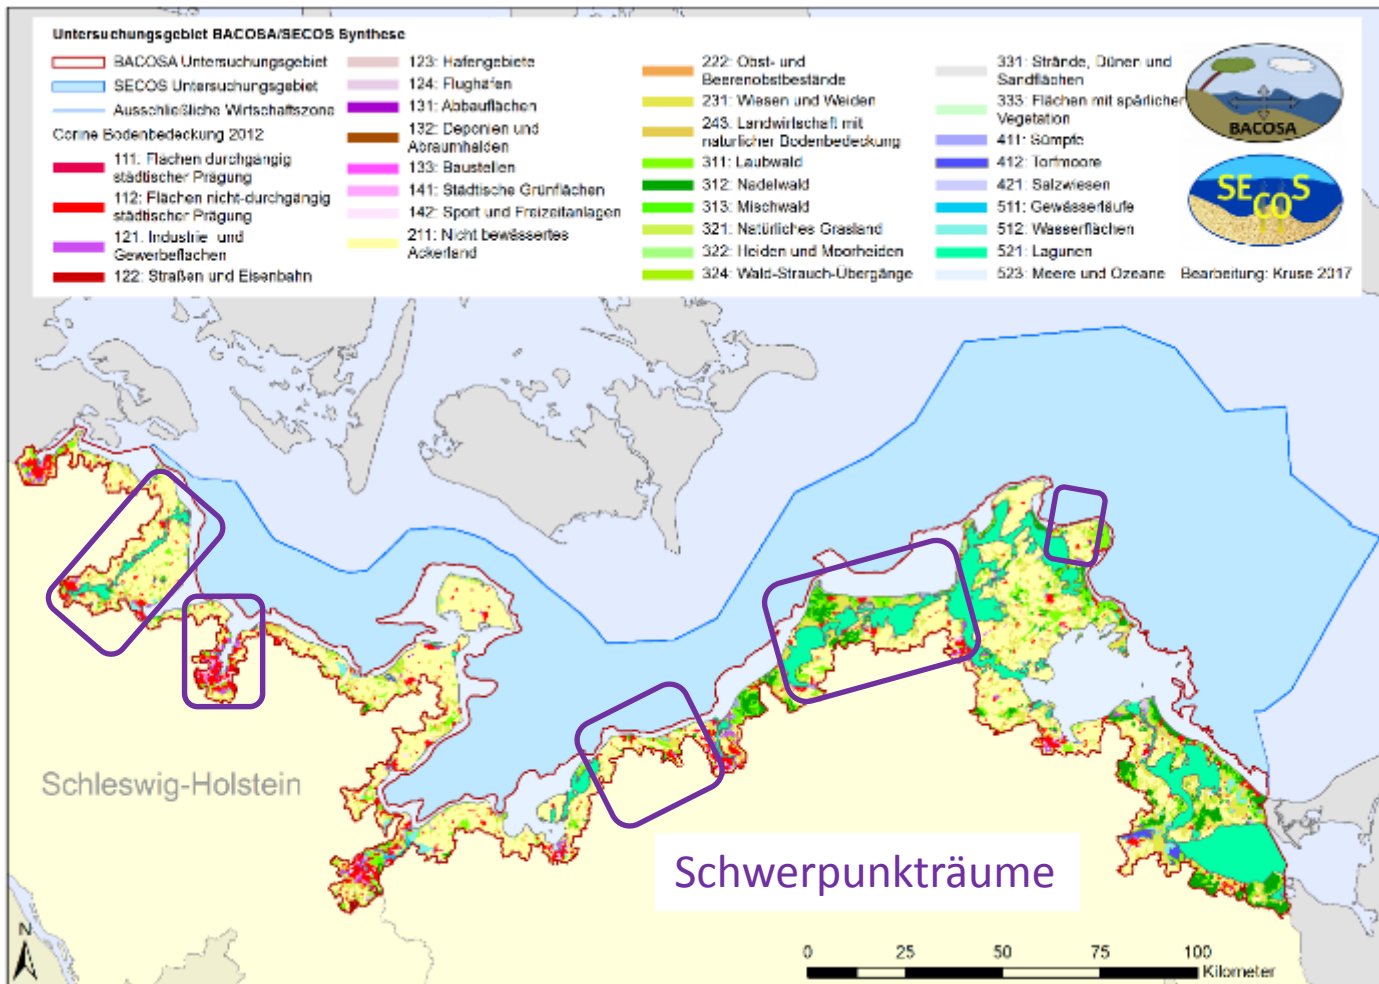 Untersuchungsgebiet BACOSA/SECOS Synthese
BACOSA Untersuchungsgebiet
SECOS Untersuchungsgebiet
Ausschließliche Wirtschaftszone
Corine Bodenbedeckung 2012
111: Flächen durchgängig
städtischer Prägung
112: Flächen nicht-durchgängig
städtischer Prägung
121: Industrie- und
Gewerbeflächen
122: Straßen und Eisenbahn
123: Hafengebiete
124: Flughäfen
131: Abbauflächen
132: Deponien und
Abraumhalden
133: Baustellen
141: Städtische Grünflächen
142: Sport und Freizeitanlagen
211: Nicht bewässertes
Ackerland
222: Obst- und
Beerenobstbestände
231: Wiesen und Weiden
243: Landwirtschaft mit
natürlicher Bodenbedeckung
311: Laubwald
312: Nadelwald
313: Mischwald
321: Natürliches Grasland
322: Heiden und Moorheiden
324: Wald-Strauch-Übergänge
331: Strände, Dünen und
Sandflächen
333: Flächen mit spärlicher
Vegetation
411: Sümpfe
412: Torfmoore
421: Salzwiesen
511: Gewässerläufe
512: Wasserflächen
521: Lagunen
523: Meere und Ozeane
BACOSA
SECOS
Bearbeitung: Kruse 2017
Schleswig-Holstein
Schwerpunkträume
N
0 25 50 75 100
Kilometer